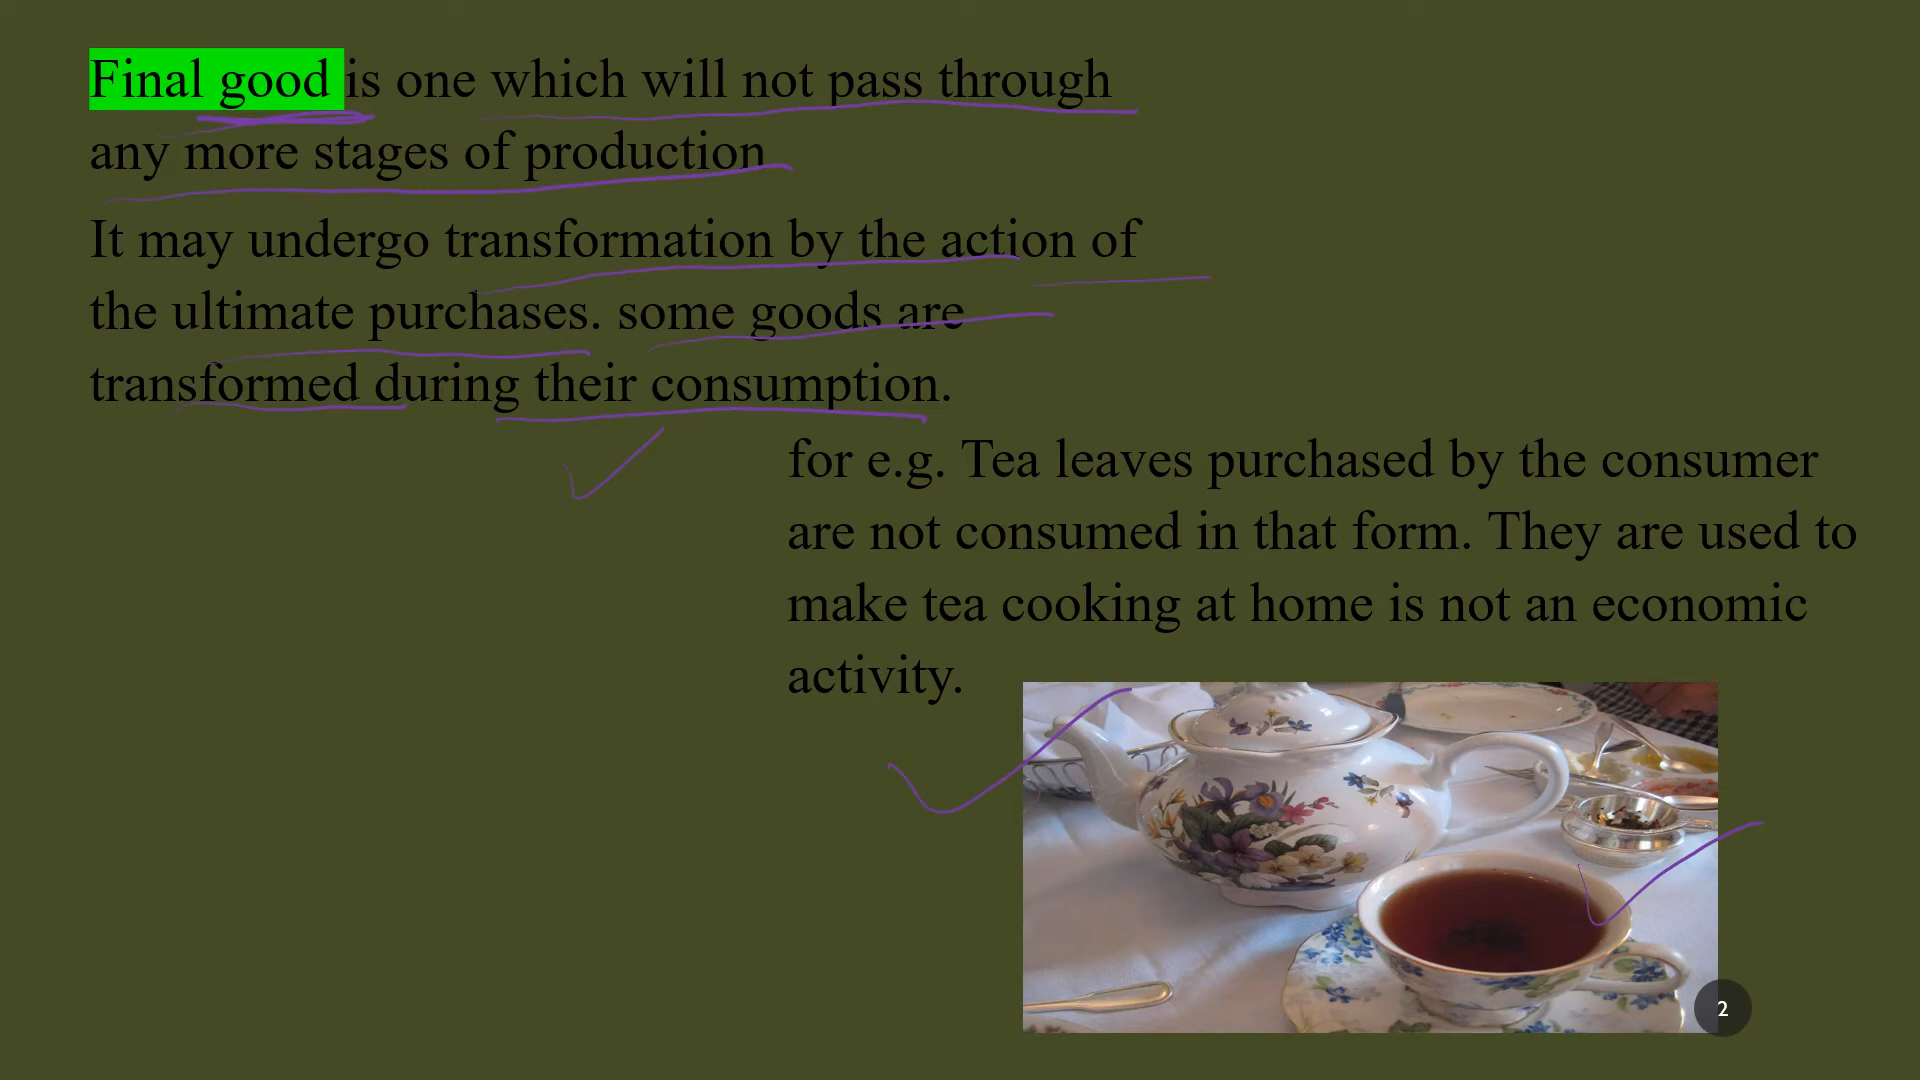 Final good is one which will not pass through
any more stages of production
It may undergo transformation by the action of
the ultimate purchases. some goods are
transformed during their consumption.
for e.g. Tea leaves purchased by the consumer
are not consumed in that form. They are used to
make tea cooking at home is not an economic
activity.
2